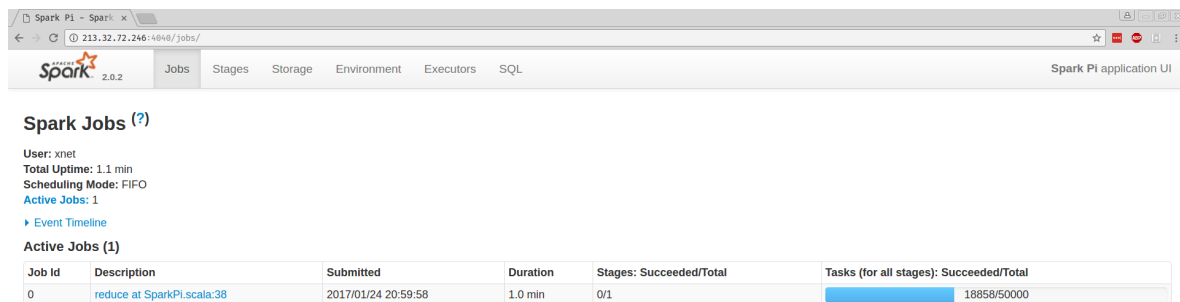 Spark Pi - Spark ×
213.32.72.246:4040/jobs/
APACHE Spark 2.0.2 Jobs Stages Storage Environment Executors SQL Spark Pi application UI
Spark Jobs (?)
User: xnet
Total Uptime: 1.1 min
Scheduling Mode: FIFO
Active Jobs: 1
Event Timeline
Active Jobs (1)
Job Id Description Submitted Duration Stages: Succeeded/Total Tasks (for all stages): Succeeded/Total
0 reduce at SparkPi.scala:38 2017/01/24 20:59:58 1.0 min 0/1 18858/50000